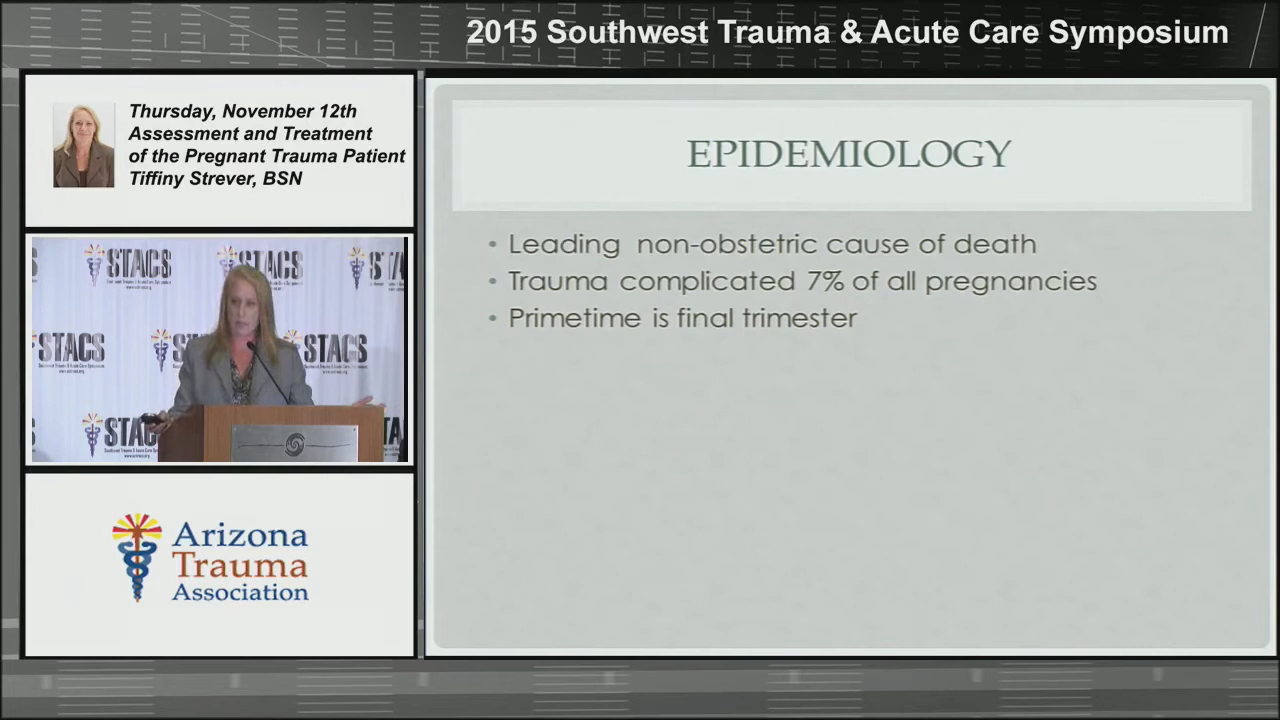 2015 Southwest Trauma & Acute Care Symposium
Thursday, November 12th
Assessment and Treatment
of the Pregnant Trauma Patient
Tiffiny Strever, BSN
STACS
STACS
STACS
STACS
Arizona
Trauma
Association
EPIDEMIOLOGY
• Leading non-obstetric cause of death
• Trauma complicated 7% of all pregnancies
• Primetime is final trimester